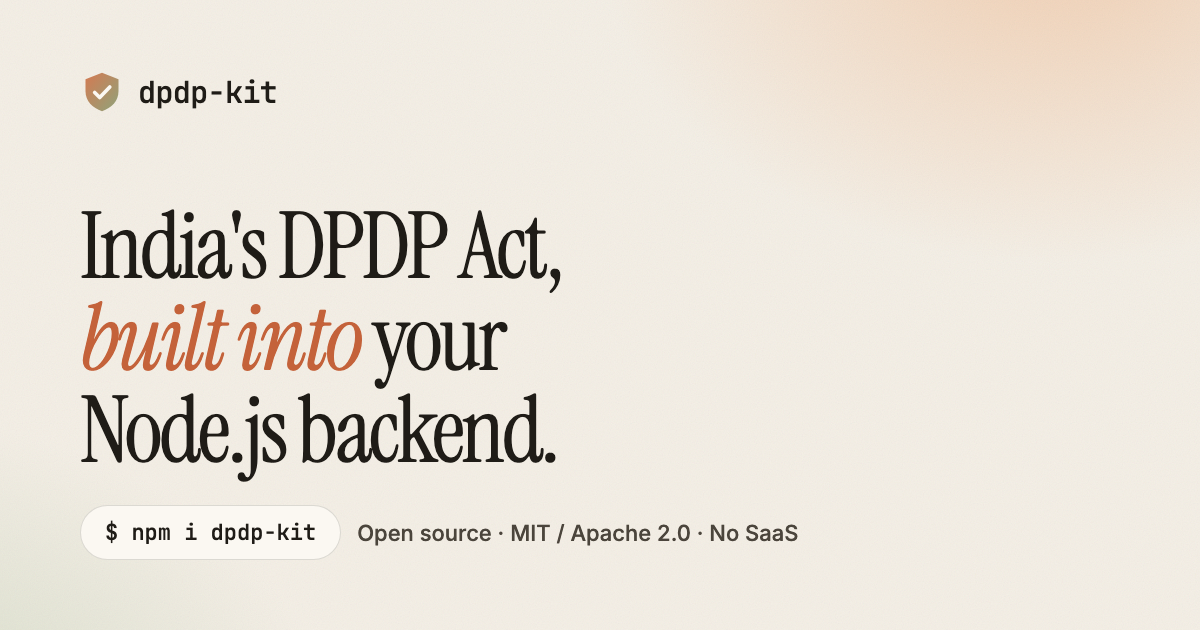 dpdp-kit
India's DPDP Act,
built into your
Node.js backend.
$ npm i dpdp-kit
Open source · MIT / Apache 2.0 · No SaaS